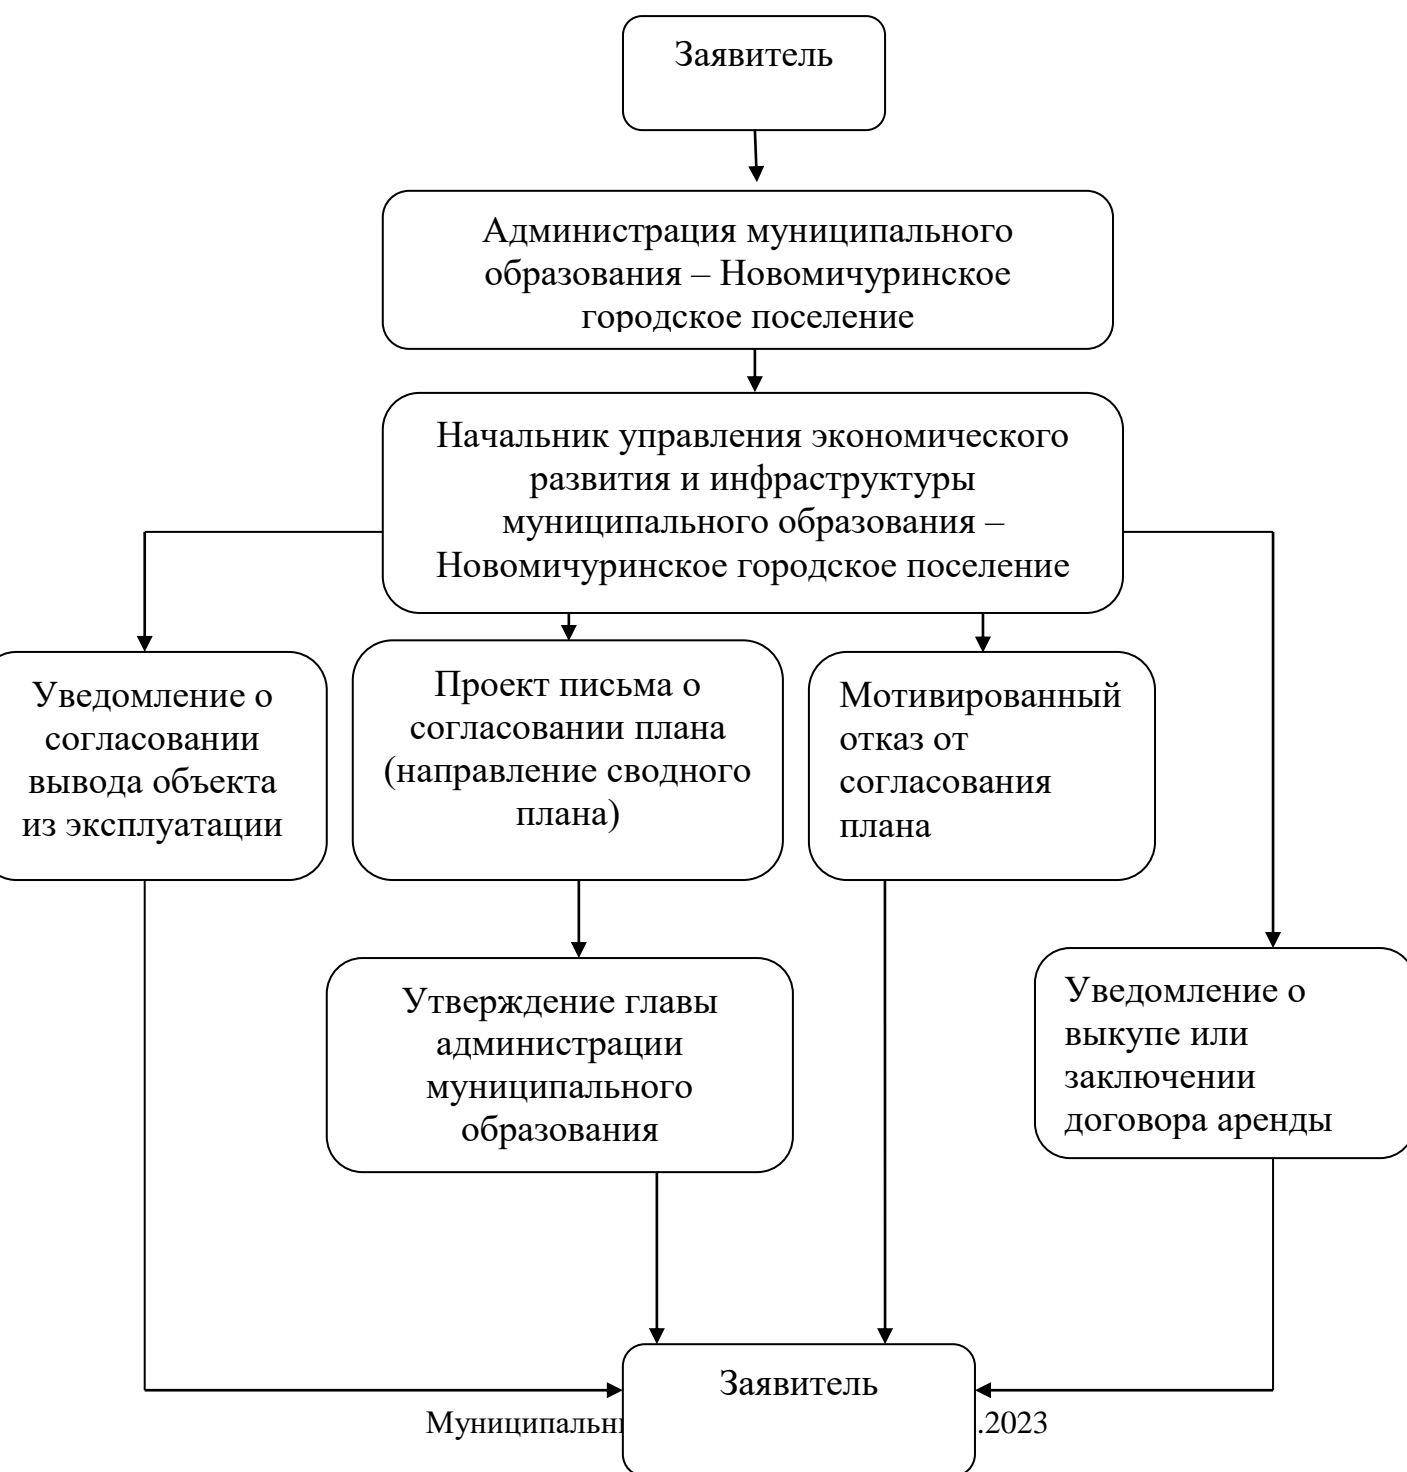 Заявитель
Администрация муниципального
образования – Новомичуринское
городское поселение
Начальник управления экономического
развития и инфраструктуры
муниципального образования –
Новомичуринское городское поселение
Уведомление о
согласовании
вывода объекта
из эксплуатации
Проект письма о
согласовании плана
(направление сводного
плана)
Мотивированный
отказ от
согласования
плана
Утверждение главы
администрации
муниципального
образования
Уведомление о
выкупе или
заключении
договора аренды
Заявитель
.2023